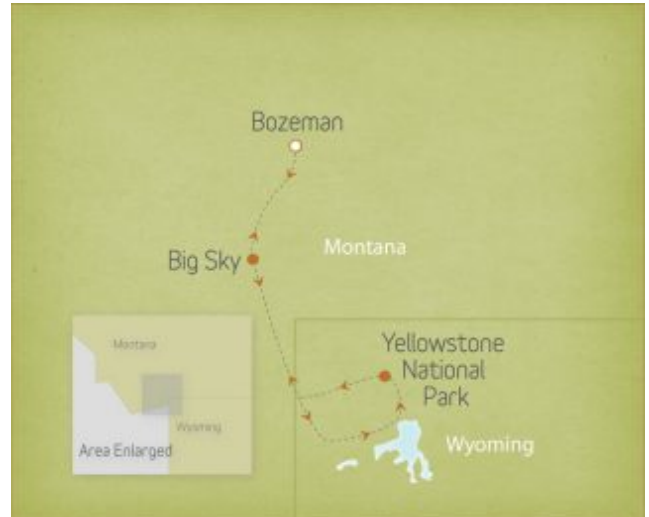 Bozeman
Montana
Big Sky
Montana
Yellowstone
National
Park
Wyoming
Wyoming
Area Enlarged